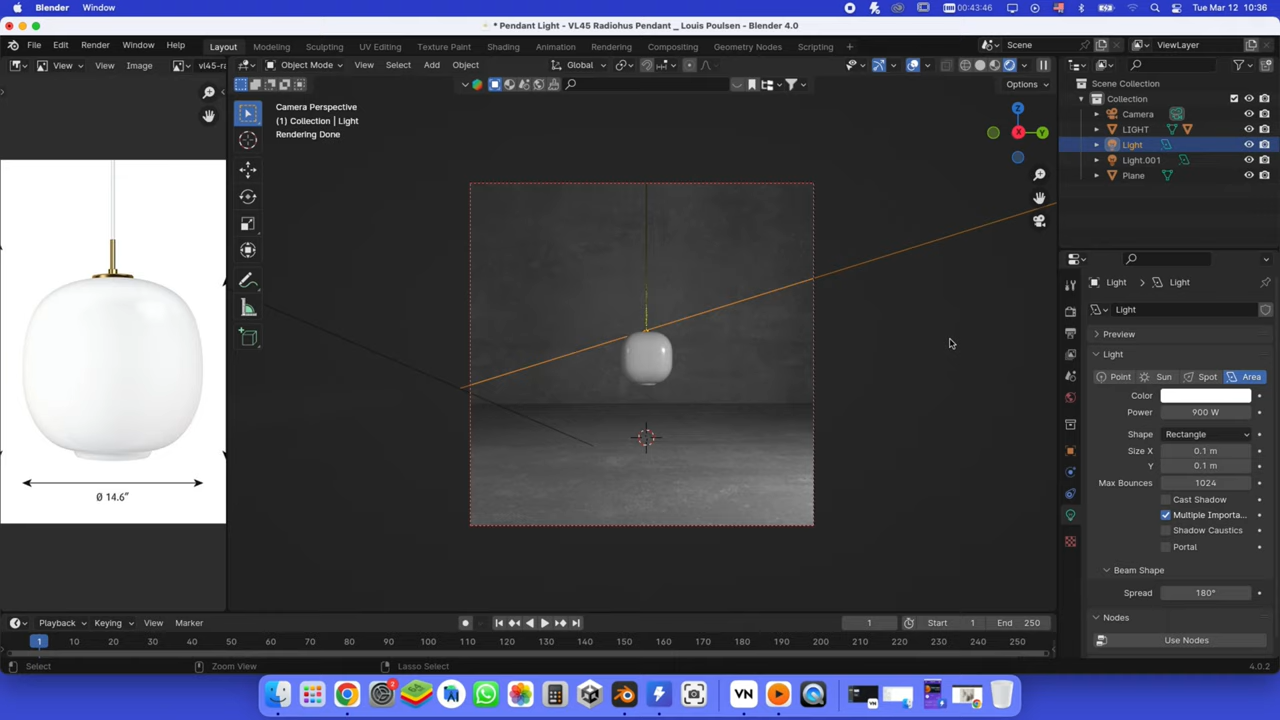 Blender Window 00:43:46 Tue Mar 12 10:36
* Pendant Light - VL45 Radiohus Pendant _ Louis Poulsen - Blender 4.0
File Edit Render Window Help Layout Modeling Sculpting UV Editing Texture Paint Shading Animation Rendering Compositing Geometry Nodes Scripting + Scene ViewLayer
View View Image vl45-ra Object Mode View Select Add Object Global
Options
Camera Perspective
(1) Collection | Light
Rendering Done
Z
X
Y
Ø 14.6"
Scene Collection
Collection
Camera
LIGHT
Light
Light.001
Plane
Light Light
Light
Preview
Light
Point Sun Spot Area
Color
Power 900 W
Shape Rectangle
Size X 0.1 m
Y 0.1 m
Max Bounces 1024
Cast Shadow
Multiple Importa...
Shadow Caustics
Portal
Beam Shape
Spread 180°
Nodes
Use Nodes
Playback Keying View Marker 1 Start 1 End 250
1 10 20 30 40 50 60 70 80 90 100 110 120 130 140 150 160 170 180 190 200 210 220 230 240 250
Select Zoom View Lasso Select 4.0.2
VN